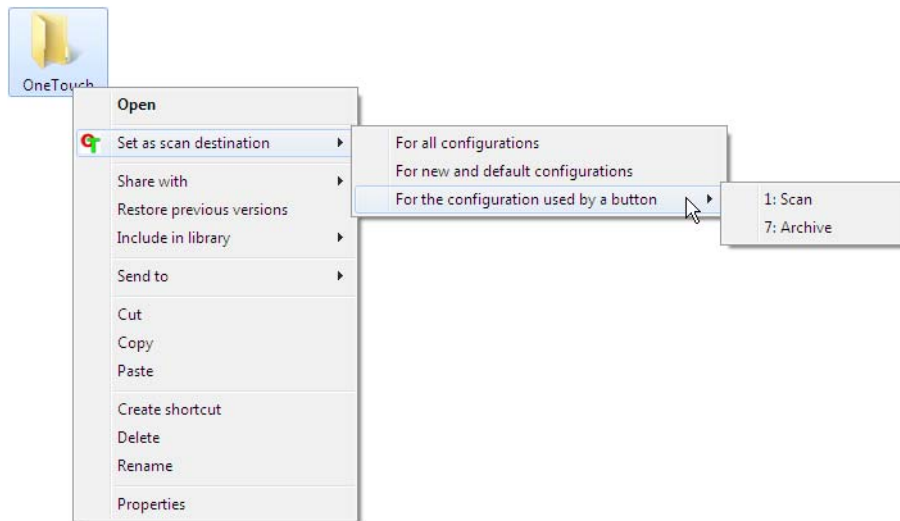 OneTouch
Open
Set as scan destination
Share with
Restore previous versions
Include in library
Send to
Cut
Copy
Paste
Create shortcut
Delete
Rename
Properties
For all configurations
For new and default configurations
For the configuration used by a button
1: Scan
7: Archive